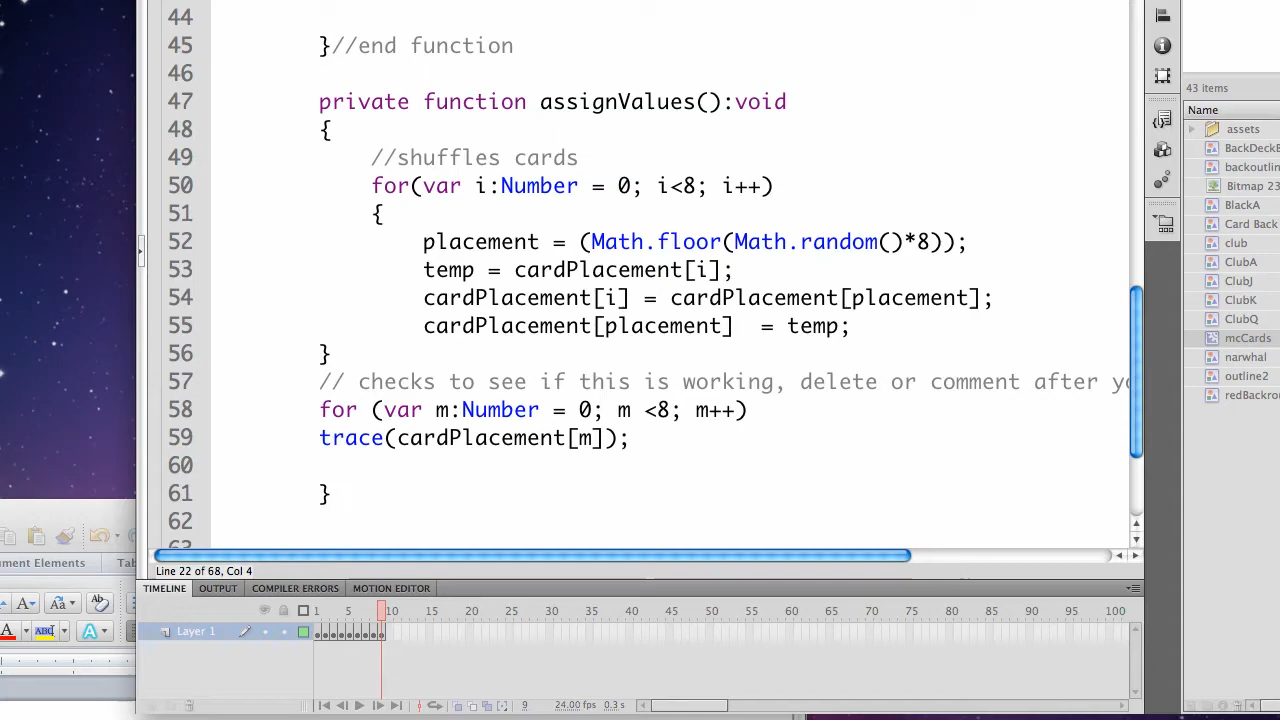 44
45 }//end function
46
47 private function assignValues():void
48 {
49 //shuffles cards
50 for(var i:Number = 0; i<8; i++)
51 {
52 placement = (Math.floor(Math.random()*8));
53 temp = cardPlacement[i];
54 cardPlacement[i] = cardPlacement[placement];
55 cardPlacement[placement]  = temp;
56 }
57 // checks to see if this is working, delete or comment after yo
58 for (var m:Number = 0; m <8; m++)
59 trace(cardPlacement[m]);
60
61 }
62
Line 22 of 68, Col 4
TIMELINE OUTPUT COMPILER ERRORS MOTION EDITOR
1 5 10 15 20 25 30 35 40 45 50 55 60 65 70 75 80 85 90 95 100
Layer 1
9 24.00 fps 0.3 s
43 items
Name
assets
BackDeckB
backoutlin
Bitmap 23
BlackA
Card Back
club
ClubA
ClubJ
ClubK
ClubQ
mcCards
narwhal
outline2
redBackrou
ument Elements Tab
A Aa
A ABC A